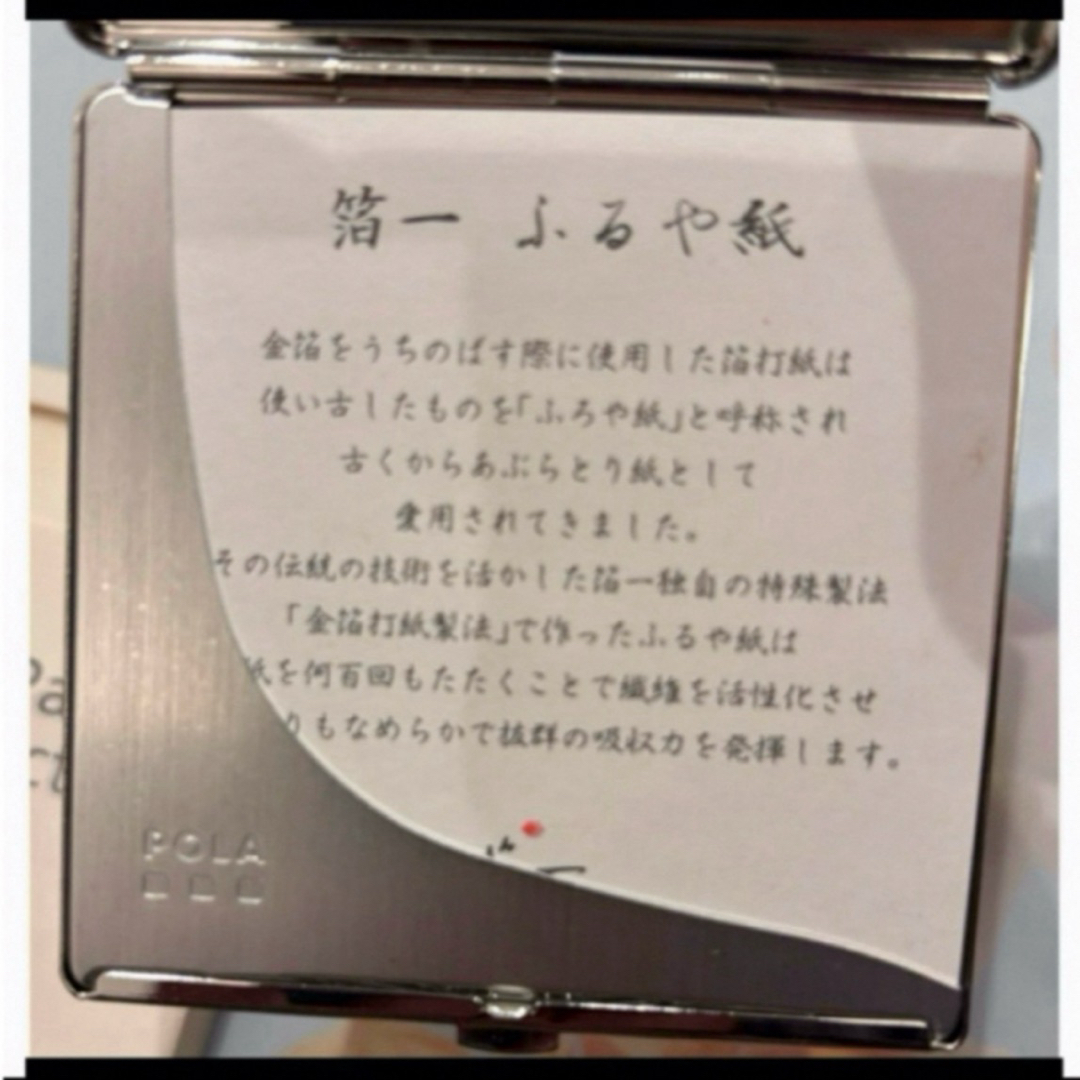 箔一 ふるや紙
金箔をうちのばす際に使用した箔打紙は
使い古したものを「ふろや紙」と呼称され
古くからあぶらとり紙として
愛用されてきました。
その伝統の技術を活かした箔一独自の特殊製法
「金箔打紙製法」で作ったふるや紙は
紙を何百回もたたくことで繊維を活性化させ
りもなめらかで抜群の吸収力を発揮します。
POLA